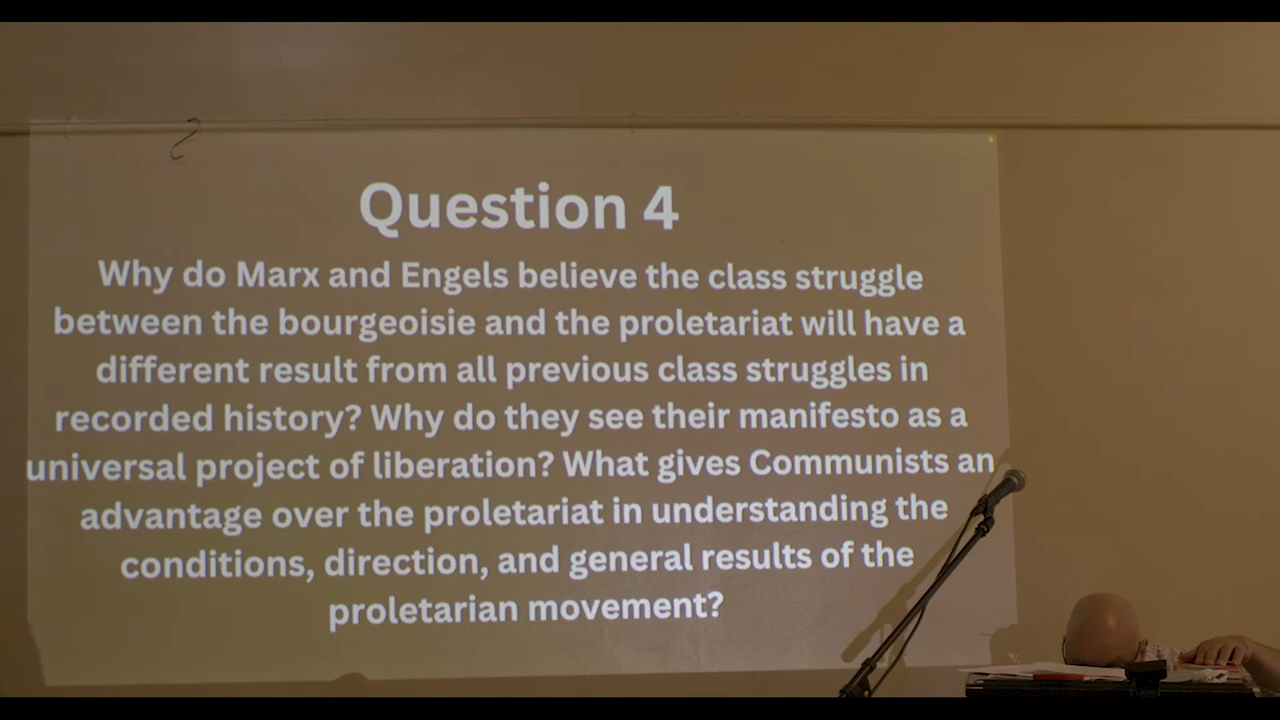 Question 4
Why do Marx and Engels believe the class struggle
between the bourgeoisie and the proletariat will have a
different result from all previous class struggles in
recorded history? Why do they see their manifesto as a
universal project of liberation? What gives Communists an
advantage over the proletariat in understanding the
conditions, direction, and general results of the
proletarian movement?